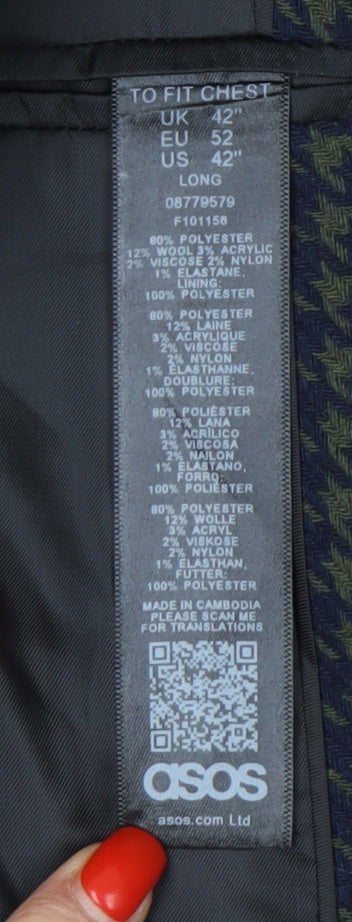 TO FIT CHEST
UK 42"
EU 52
US 42"
LONG
08779579
F101156
80% POLYESTER
12% WOOL 3% ACRYLIC
2% VISCOSE 2% NYLON
1% ELASTANE,
LINING:
100% POLYESTER
80% POLYESTER
12% LAINE
3% ACRYLIQUE
2% VISCOSE
2% NYLON
1% ÉLASTHANNE,
DOUBLURE:
100% POLYESTER
80% POLIÉSTER
12% LANA
3% ACRÍLICO
2% VISCOSA
2% NAILON
1% ELASTANO,
FORRO:
100% POLIÉSTER
80% POLYESTER
12% WOLLE
3% ACRYL
2% VISKOSE
2% NYLON
1% ELASTHAN,
FUTTER:
100% POLYESTER
MADE IN CAMBODIA
PLEASE SCAN ME
FOR TRANSLATIONS
asos
asos.com Ltd